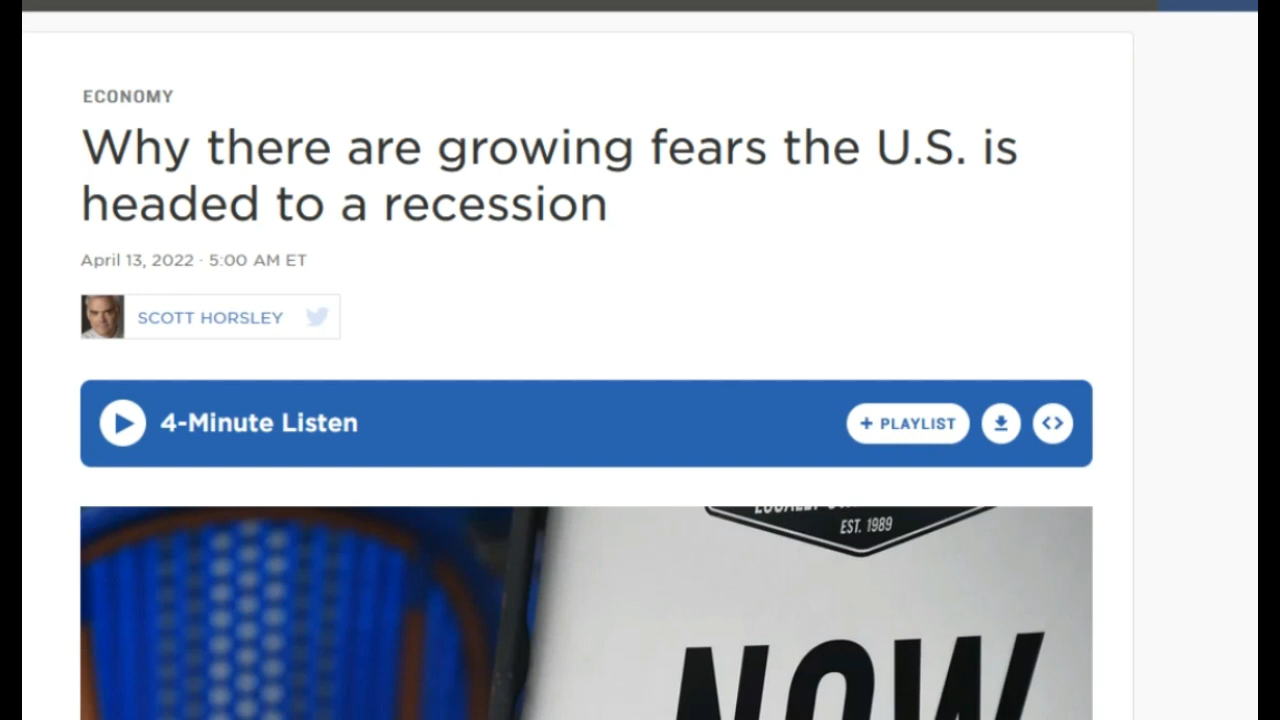 ECONOMY
Why there are growing fears the U.S. is
headed to a recession
April 13, 2022 · 5:00 AM ET
SCOTT HORSLEY
4-Minute Listen
+ PLAYLIST
EST. 1989
NOW